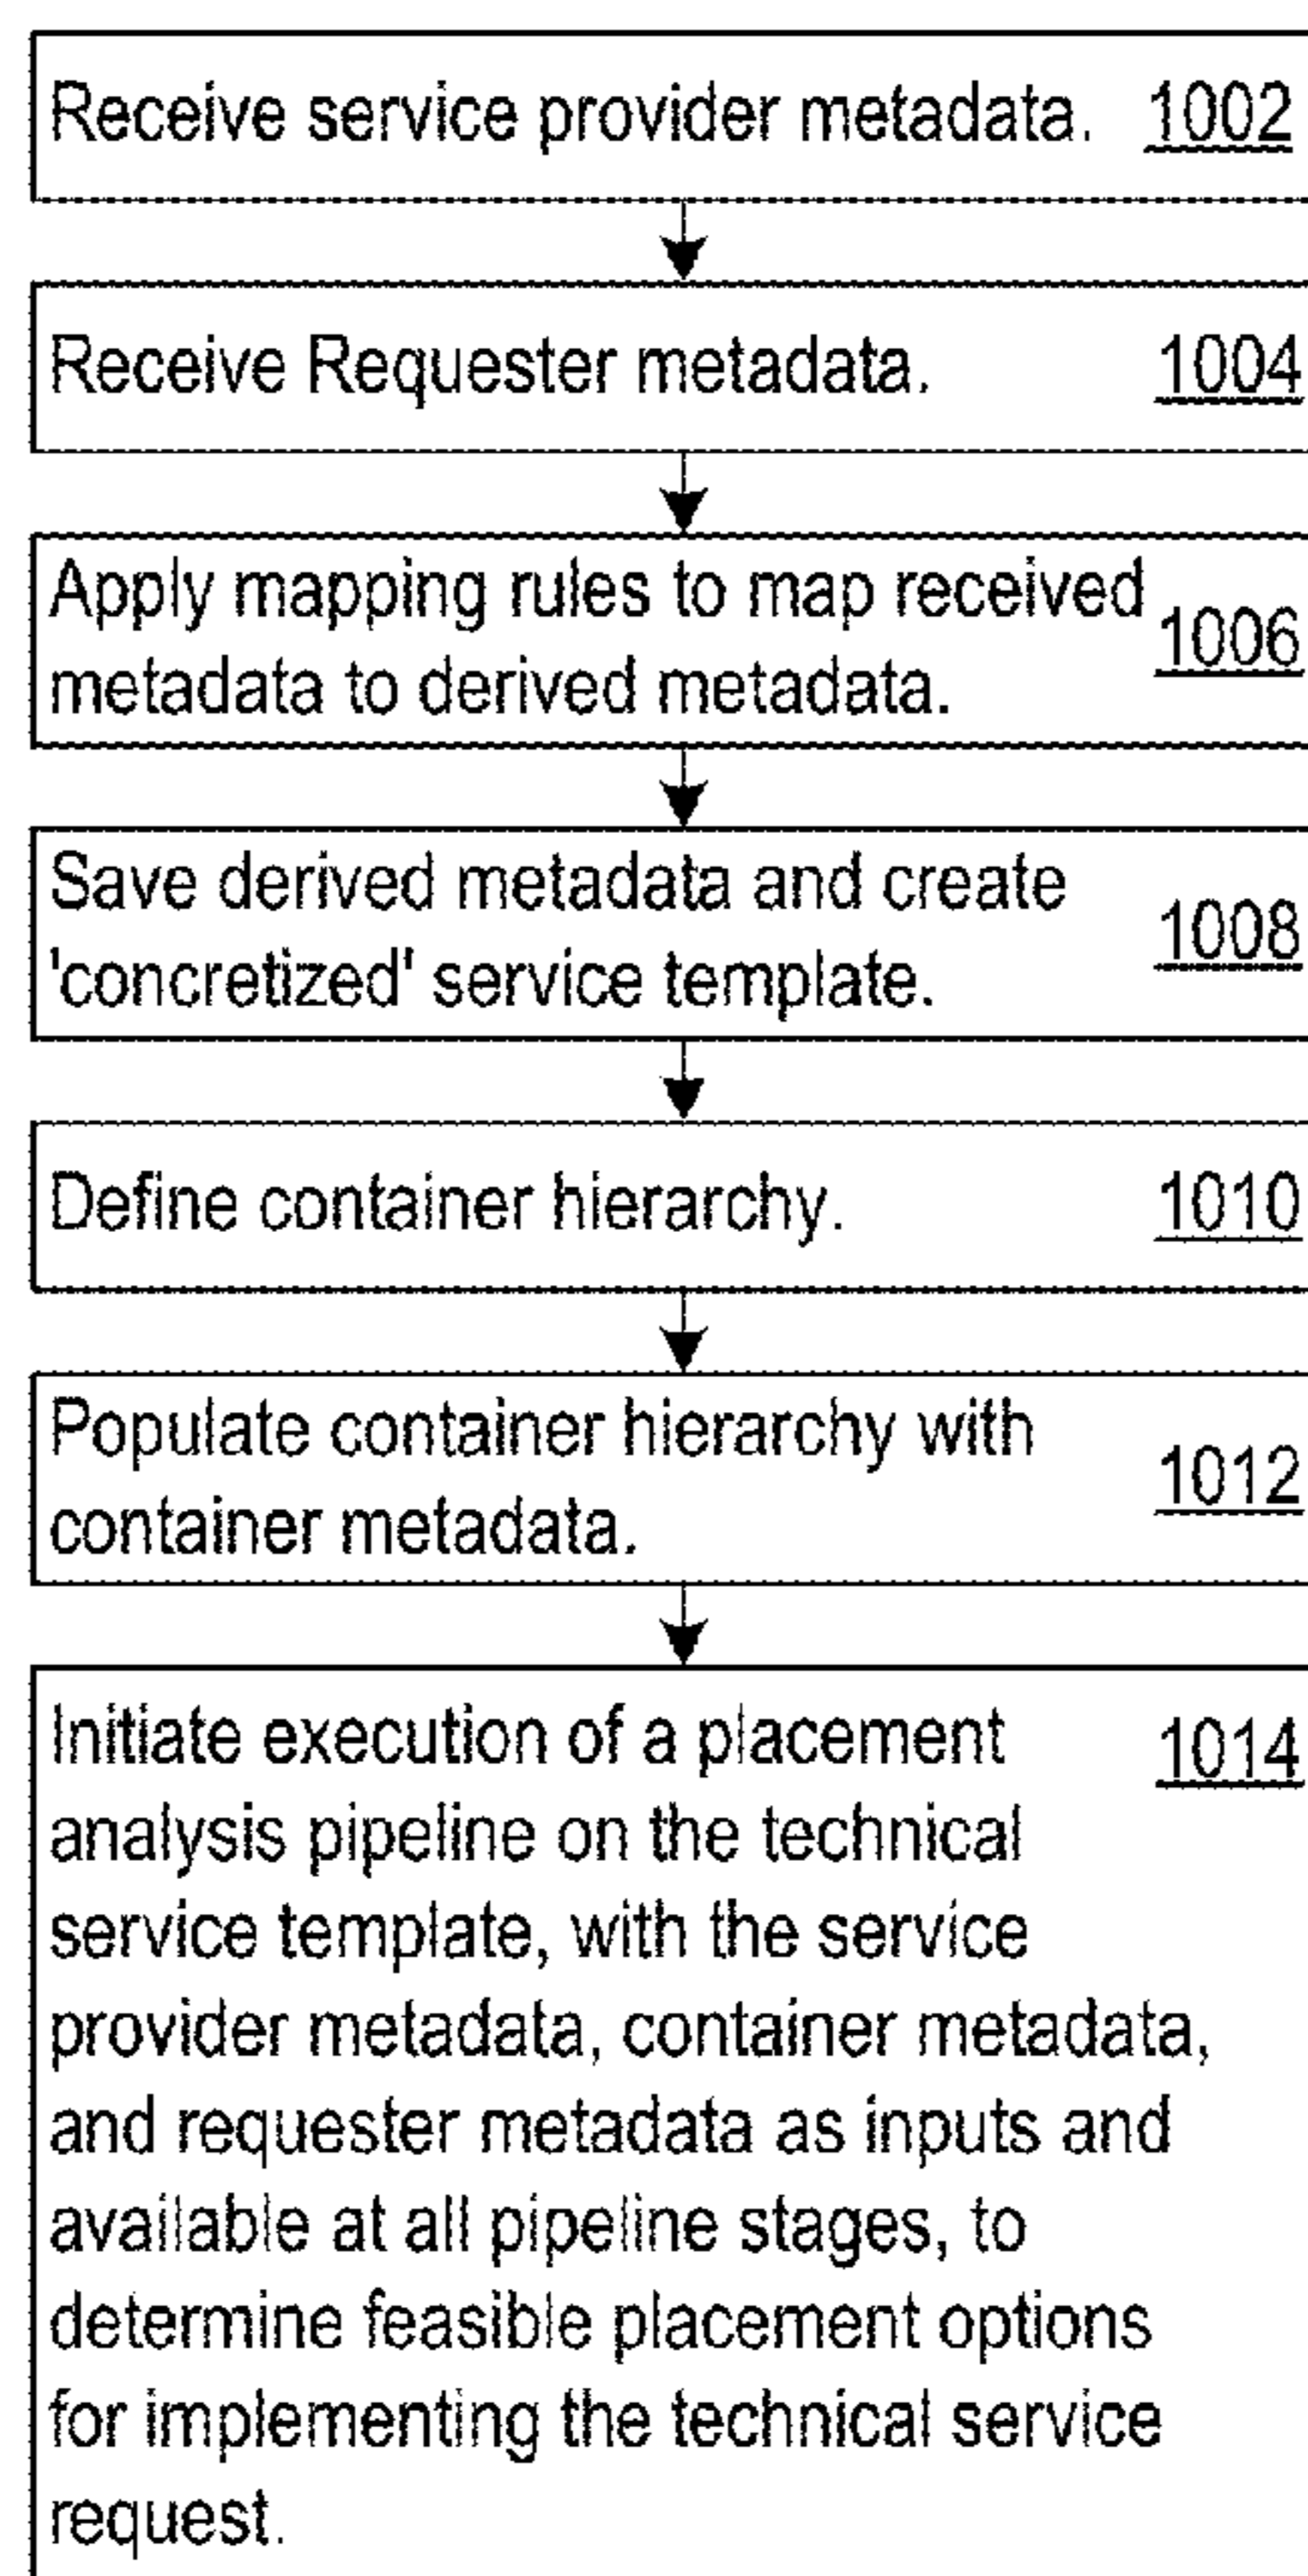 Receive service provider metadata. 1002
Receive Requester metadata. 1004
Apply mapping rules to map received
metadata to derived metadata. 1006
Save derived metadata and create
'concretized' service template. 1008
Define container hierarchy. 1010
Populate container hierarchy with
container metadata. 1012
Initiate execution of a placement 1014
analysis pipeline on the technical
service template, with the service
provider metadata, container metadata,
and requester metadata as inputs and
available at all pipeline stages, to
determine feasible placement options
for implementing the technical service
request.